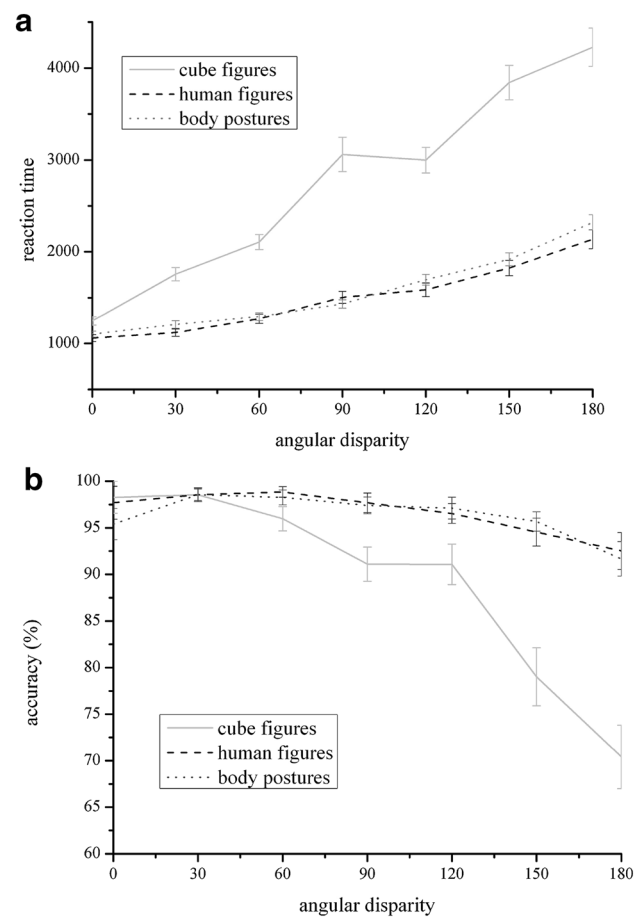 a
4000
3000
2000
1000
reaction time
cube figures
human figures
body postures
0 30 60 90 120 150 180
angular disparity
b
100
95
90
85
80
75
70
65
60
accuracy (%)
cube figures
human figures
body postures
0 30 60 90 120 150 180
angular disparity